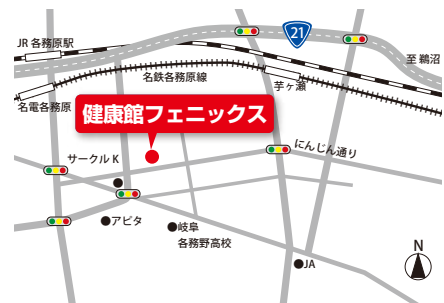 21
JR 各務原駅
至 鵜沼
名鉄各務原線
芋ヶ瀬
名電各務原
健康館フェニックス
にんじん通り
サークル K
アピタ
岐阜
各務野高校
JA
N